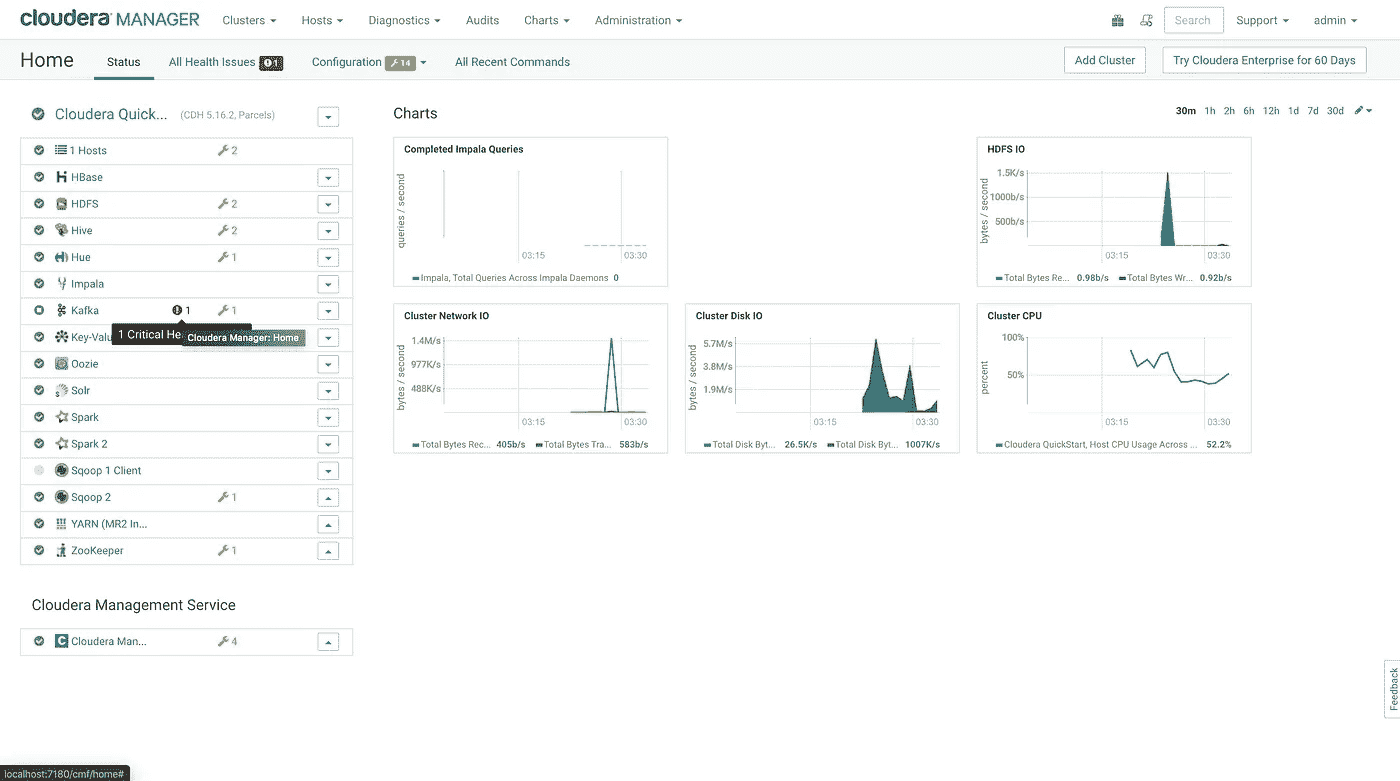 cloudera MANAGER Clusters Hosts Diagnostics Audits Charts Administration Search Support admin
Home Status All Health Issues 1 Configuration 14 All Recent Commands Add Cluster Try Cloudera Enterprise for 60 Days
Cloudera Quick... (CDH 5.16.2, Parcels)
1 Hosts 2
HBase
HDFS 2
Hive 2
Hue 1
Impala
Kafka 1 1
Key-Valu
1 Critical He
Cloudera Manager: Home
Oozie
Solr
Spark
Spark 2
Sqoop 1 Client
Sqoop 2 1
YARN (MR2 In...
ZooKeeper 1
Cloudera Management Service
C Cloudera Man... 4
Charts
30m 1h 2h 6h 12h 1d 7d 30d
Completed Impala Queries
queries / second
03:15 03:30
Impala, Total Queries Across Impala Daemons 0
HDFS IO
bytes / second
1.5K/s
1000b/s
500b/s
03:15 03:30
Total Bytes Re... 0.98b/s Total Bytes Wr... 0.92b/s
Cluster Network IO
bytes / second
1.4M/s
977K/s
488K/s
03:15 03:30
Total Bytes Rec... 405b/s Total Bytes Tra... 583b/s
Cluster Disk IO
bytes / second
5.7M/s
3.8M/s
1.9M/s
03:15 03:30
Total Disk Byt... 26.5K/s Total Disk Byt... 1007K/s
Cluster CPU
percent
100%
50%
03:15 03:30
Cloudera QuickStart, Host CPU Usage Across ... 52.2%
Feedback
localhost:7180/cmf/home#